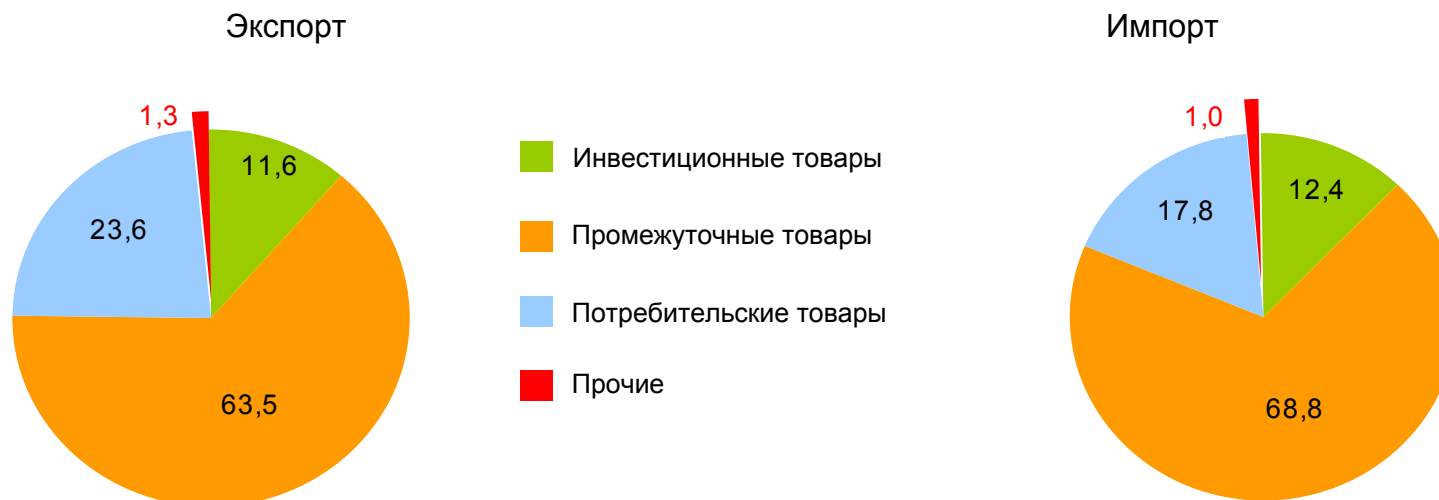 Экспорт
1,3
11,6
23,6
63,5
Инвестиционные товары
Промежуточные товары
Потребительские товары
Прочие
Импорт
1,0
12,4
17,8
68,8